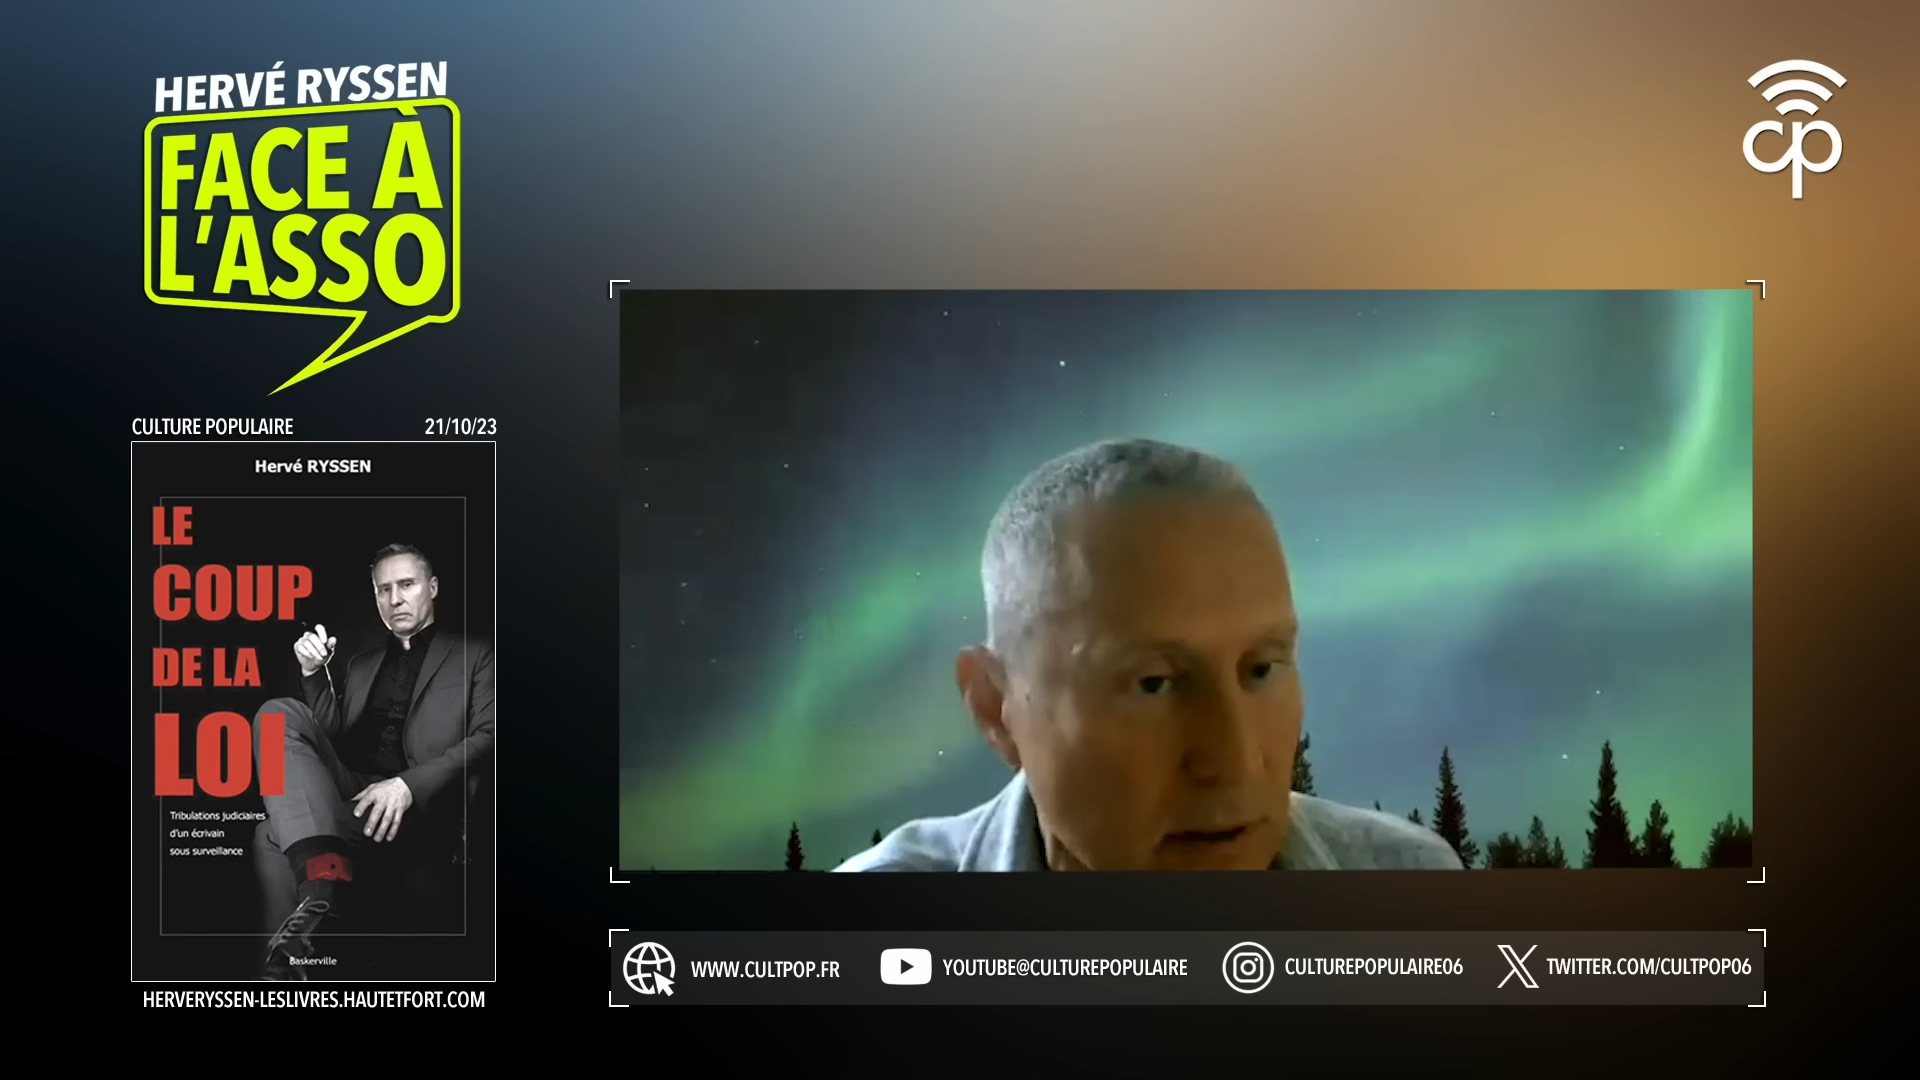 HERVÉ RYSSEN
FACE À
L'ASSO
cp
CULTURE POPULAIRE 21/10/23
Hervé RYSSEN
LE
COUP
DE LA
LOI
Tribulations judiciaires
d'un écrivain
sous surveillance
Baskerville
HERVERYSSEN-LESLIVRES.HAUTETFORT.COM
WWW.CULTPOP.FR YOUTUBE@CULTUREPOPULAIRE CULTUREPOPULAIRE06 TWITTER.COM/CULTPOP06